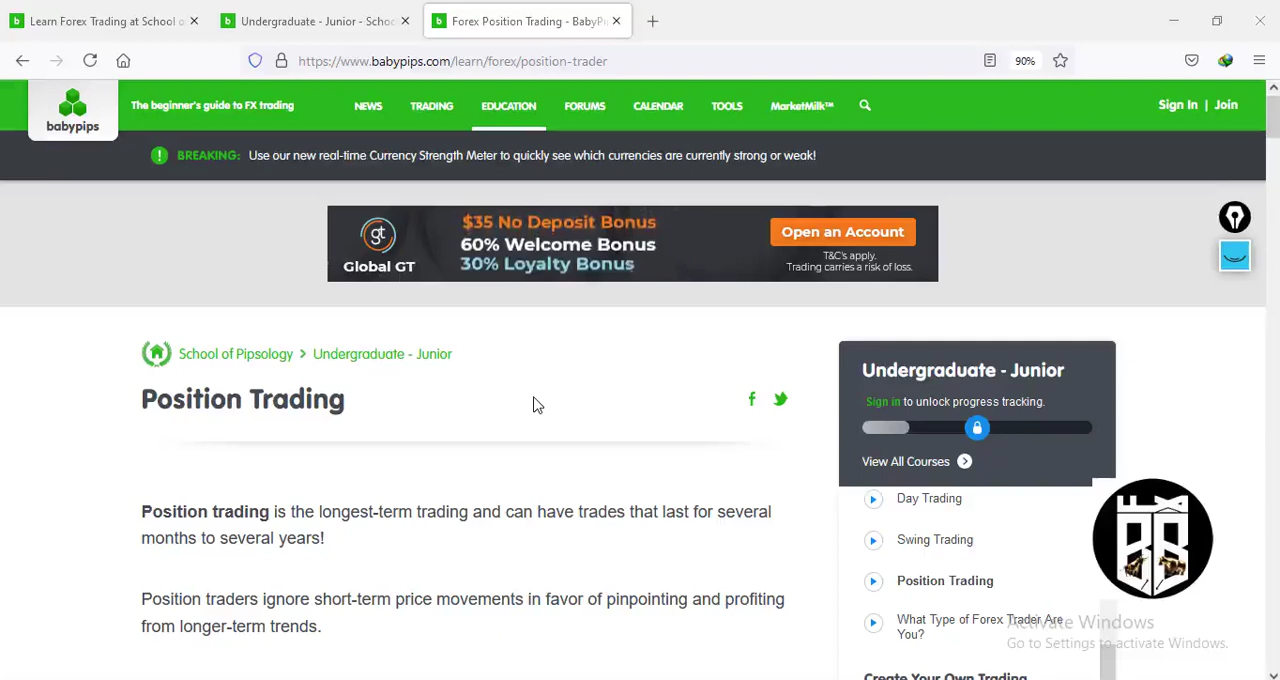 Learn Forex Trading at School o
Undergraduate - Junior - Schoo
Forex Position Trading - BabyPi
https://www.babypips.com/learn/forex/position-trader
90%
babypips
The beginner's guide to FX trading
NEWS
TRADING
EDUCATION
FORUMS
CALENDAR
TOOLS
MarketMilk™
Sign In | Join
BREAKING: Use our new real-time Currency Strength Meter to quickly see which currencies are currently strong or weak!
gt
Global GT
$35 No Deposit Bonus
60% Welcome Bonus
30% Loyalty Bonus
Open an Account
T&C's apply.
Trading carries a risk of loss.
School of Pipsology > Undergraduate - Junior
Position Trading
Position trading is the longest-term trading and can have trades that last for several
months to several years!
Position traders ignore short-term price movements in favor of pinpointing and profiting
from longer-term trends.
Undergraduate - Junior
Sign in to unlock progress tracking.
View All Courses
Day Trading
Swing Trading
Position Trading
What Type of Forex Trader Are
You?
Create Your Own Trading
BB
Activate Windows
Go to Settings to activate Windows.